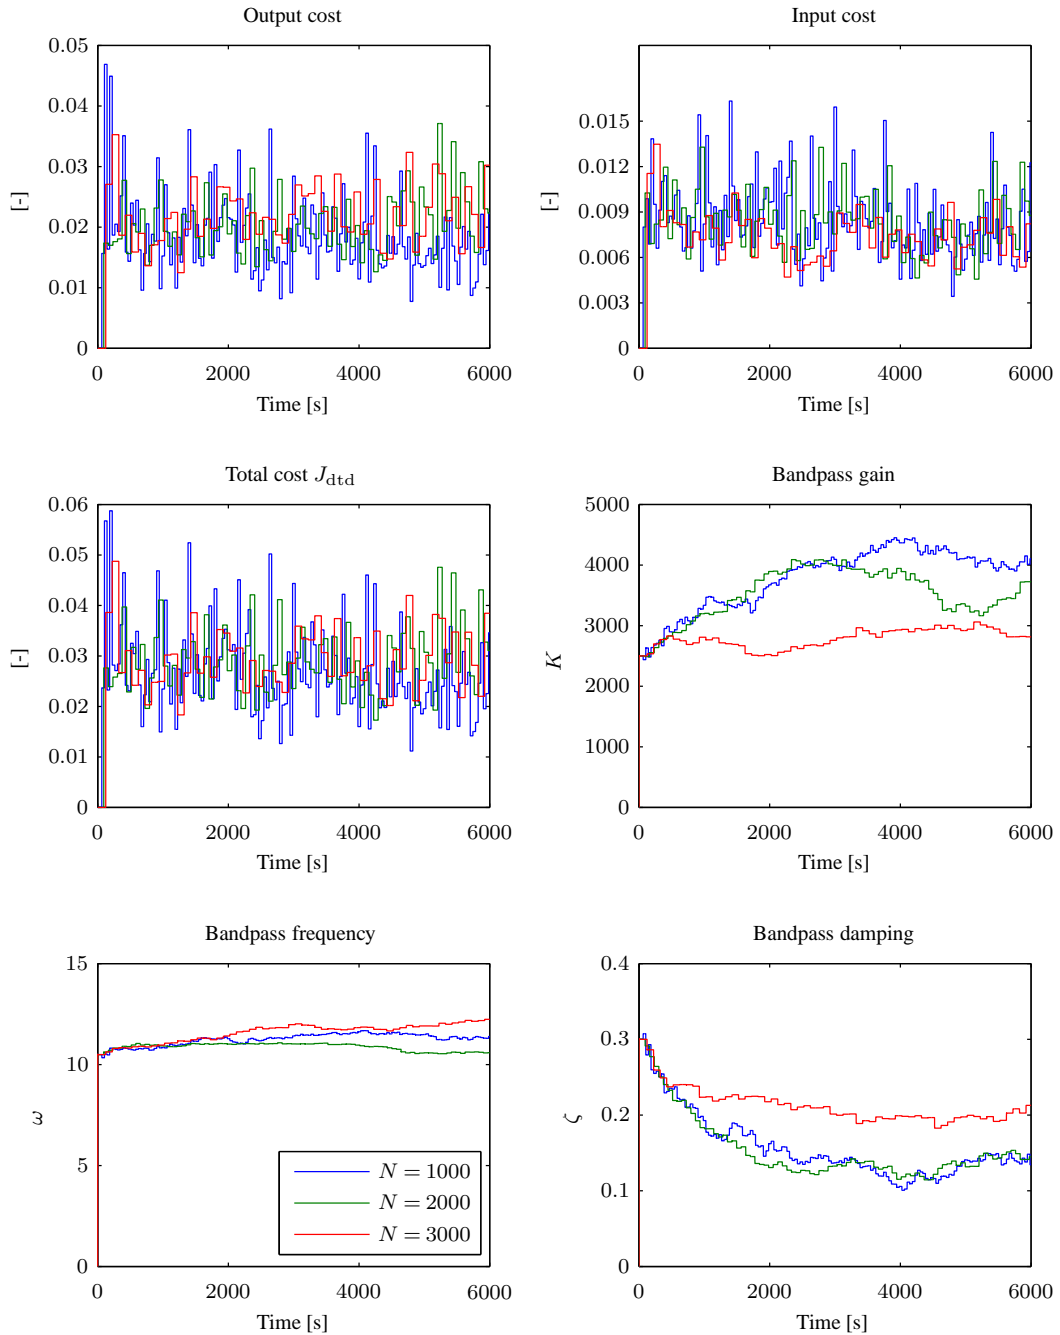 Output cost
0.05
0.04
0.03
0.02
0.01
0
[-]
0 2000 4000 6000
Time [s]
Input cost
0.015
0.012
0.009
0.006
0.003
0
[-]
0 2000 4000 6000
Time [s]
Total cost J_dtd
0.06
0.05
0.04
0.03
0.02
0.01
0
[-]
0 2000 4000 6000
Time [s]
Bandpass gain
5000
4000
3000
2000
1000
0
K
0 2000 4000 6000
Time [s]
Bandpass frequency
15
10
5
0
ω
N = 1000
N = 2000
N = 3000
0 2000 4000 6000
Time [s]
Bandpass damping
0.4
0.3
0.2
0.1
0
ζ
0 2000 4000 6000
Time [s]